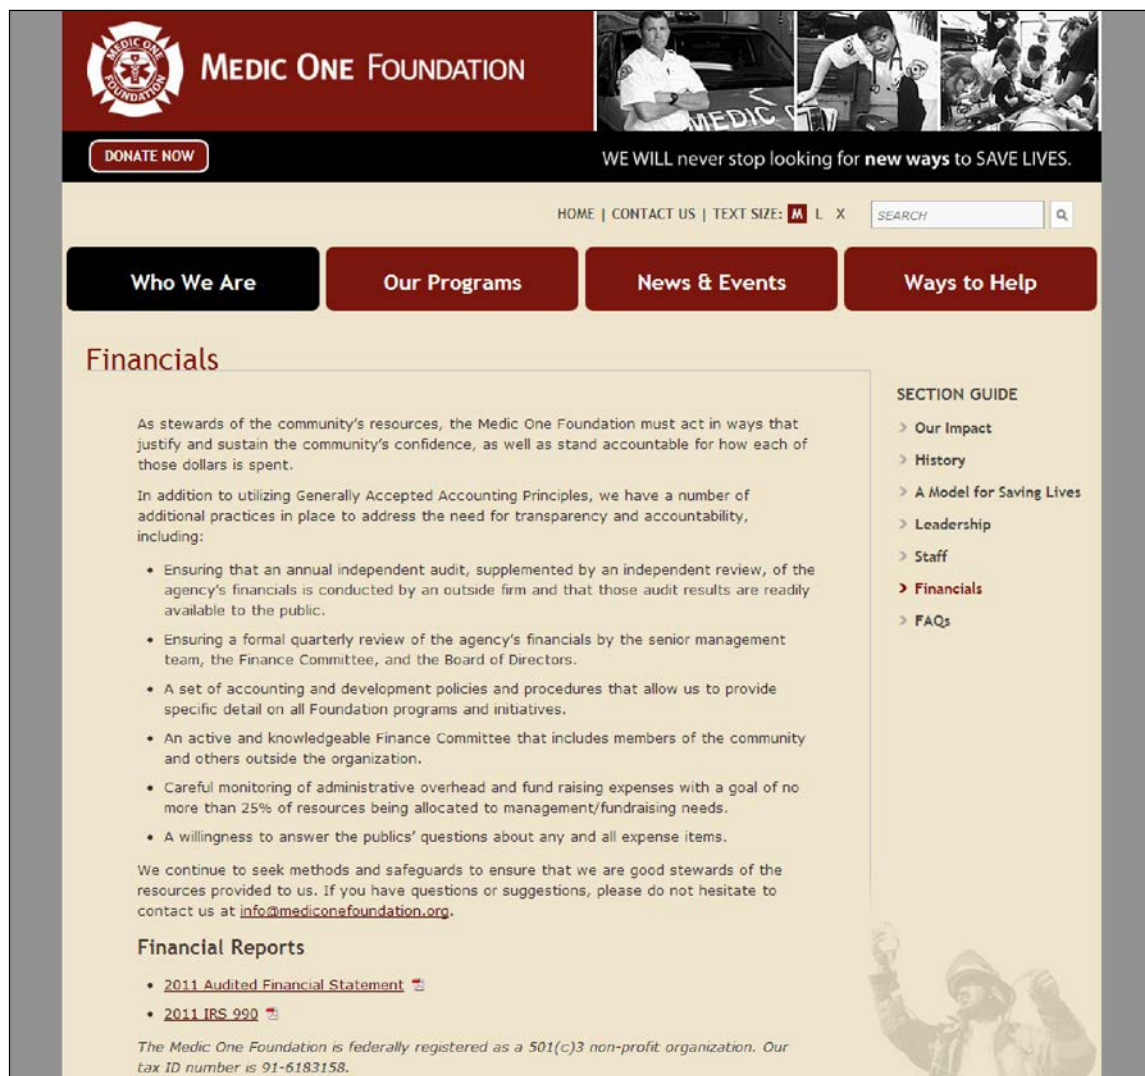 MEDIC ONE
FOUNDATION
MEDIC ONE FOUNDATION
MEDIC O
DONATE NOW
WE WILL never stop looking for new ways to SAVE LIVES.
HOME | CONTACT US | TEXT SIZE: M L X
SEARCH
Who We Are
Our Programs
News & Events
Ways to Help
Financials
As stewards of the community's resources, the Medic One Foundation must act in ways that
justify and sustain the community's confidence, as well as stand accountable for how each of
those dollars is spent.
In addition to utilizing Generally Accepted Accounting Principles, we have a number of
additional practices in place to address the need for transparency and accountability,
including:
• Ensuring that an annual independent audit, supplemented by an independent review, of the
agency's financials is conducted by an outside firm and that those audit results are readily
available to the public.
• Ensuring a formal quarterly review of the agency's financials by the senior management
team, the Finance Committee, and the Board of Directors.
• A set of accounting and development policies and procedures that allow us to provide
specific detail on all Foundation programs and initiatives.
• An active and knowledgeable Finance Committee that includes members of the community
and others outside the organization.
• Careful monitoring of administrative overhead and fund raising expenses with a goal of no
more than 25% of resources being allocated to management/fundraising needs.
• A willingness to answer the publics' questions about any and all expense items.
We continue to seek methods and safeguards to ensure that we are good stewards of the
resources provided to us. If you have questions or suggestions, please do not hesitate to
contact us at info@mediconefoundation.org.
Financial Reports
• 2011 Audited Financial Statement
• 2011 IRS 990
The Medic One Foundation is federally registered as a 501(c)3 non-profit organization. Our
tax ID number is 91-6183158.
SECTION GUIDE
> Our Impact
> History
> A Model for Saving Lives
> Leadership
> Staff
> Financials
> FAQs